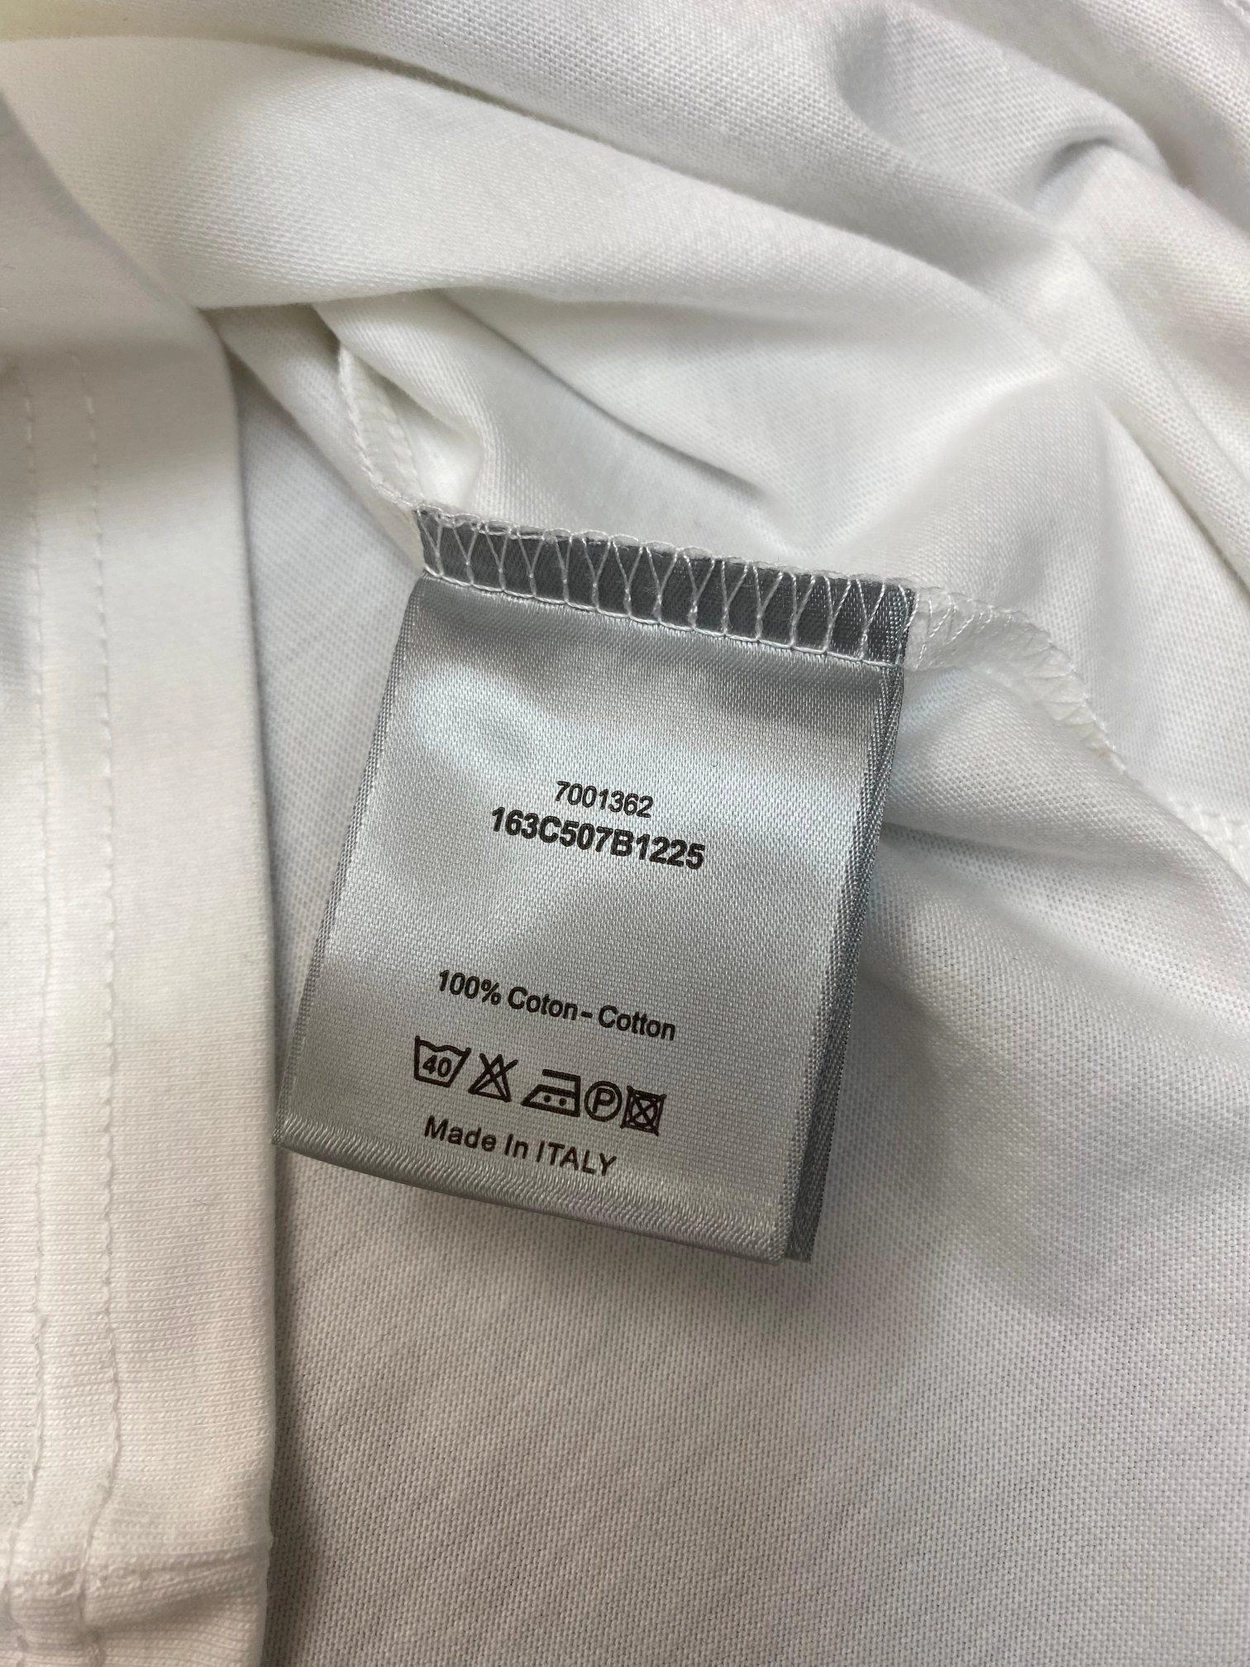 7001362
163C507B1225
100% Coton-Cotton
40 P
Made In ITALY